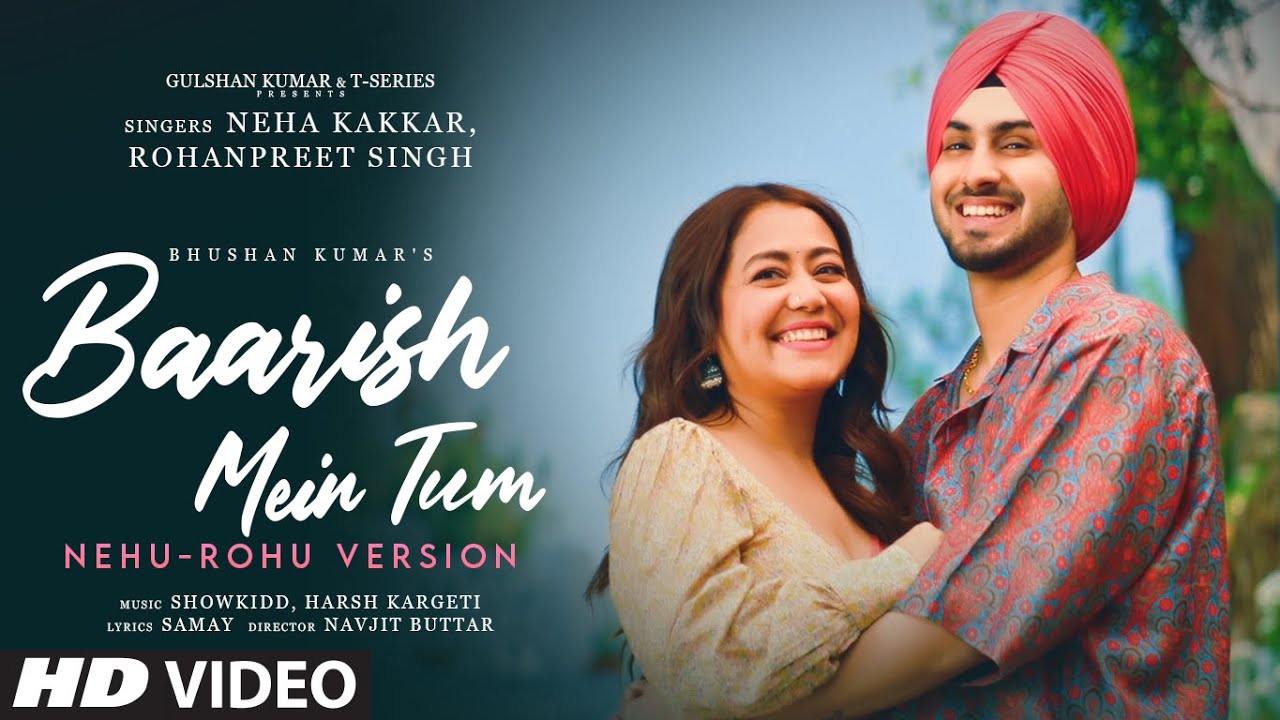 GULSHAN KUMAR & T-SERIES
PRESENTS
SINGERS NEHA KAKKAR,
ROHANPREET SINGH
BHUSHAN KUMAR'S
Baarish
Mein Tum
NEHU-ROHU VERSION
MUSIC SHOWKIDD, HARSH KARGETI
LYRICS SAMAY DIRECTOR NAVJIT BUTTAR
HD VIDEO